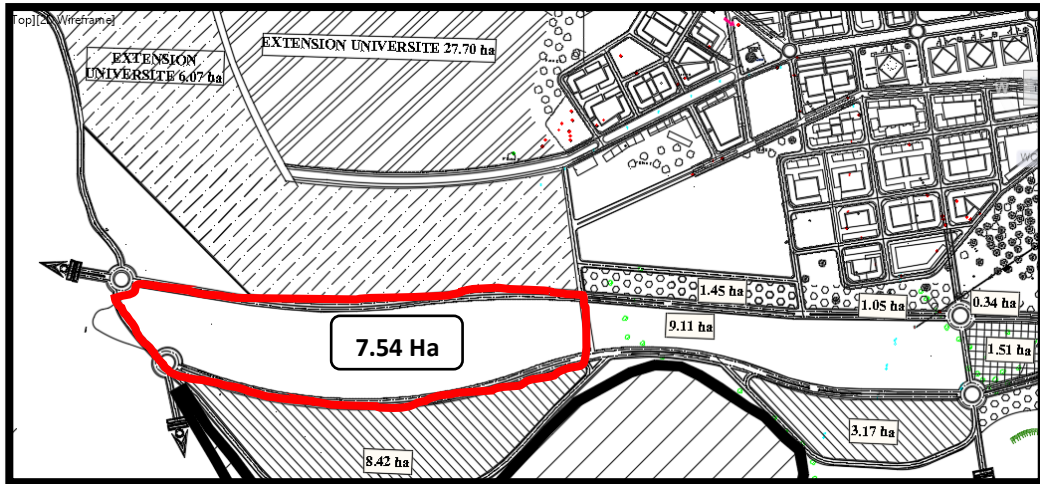 Top][2D Wireframe]
EXTENSION UNIVERSITE 27.70 ha
EXTENSION
UNIVERSITE 6.07 ha
W
WC
1.45 ha
1.05 ha
0.34 ha
9.11 ha
7.54 Ha
1.51 ha
3.17 ha
8.42 ha